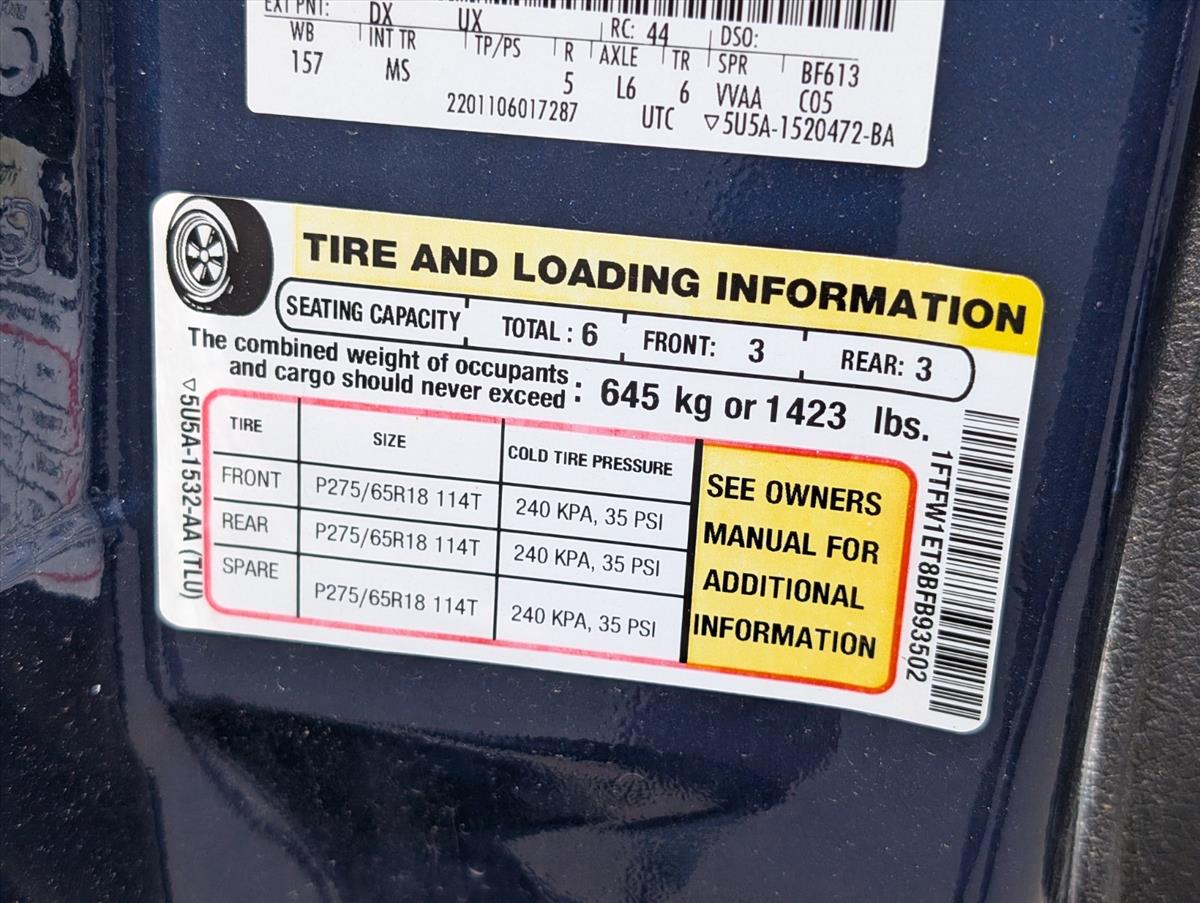 EXT PNT: DX UX RC: 44 DSO:
WB INT TR TP/PS R AXLE TR SPR BF613
157 MS 5 L6 6 VVAA C05
2201106017287 UTC ▽5U5A-1520472-BA
TIRE AND LOADING INFORMATION
SEATING CAPACITY TOTAL : 6 FRONT: 3 REAR: 3
The combined weight of occupants
and cargo should never exceed : 645 kg or 1423 lbs.
▽5U5A-1532-AA (TLU)
TIRE SIZE COLD TIRE PRESSURE
FRONT P275/65R18 114T 240 KPA, 35 PSI
REAR P275/65R18 114T 240 KPA, 35 PSI
SPARE P275/65R18 114T 240 KPA, 35 PSI
SEE OWNERS
MANUAL FOR
ADDITIONAL
INFORMATION
1FTFW1ET8BFB93502